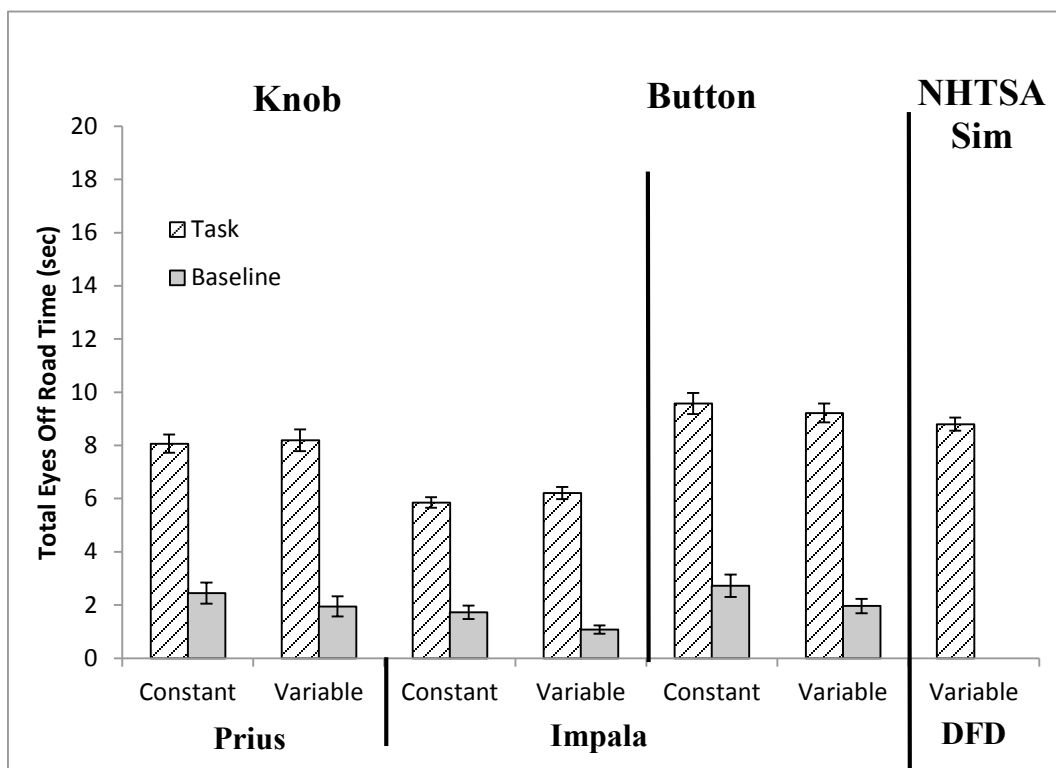 Knob
Button
NHTSA
Sim
Total Eyes Off Road Time (sec)
20
18
16
14
12
10
8
6
4
2
0
Task
Baseline
Constant Variable Constant Variable Constant Variable Variable
Prius Impala DFD